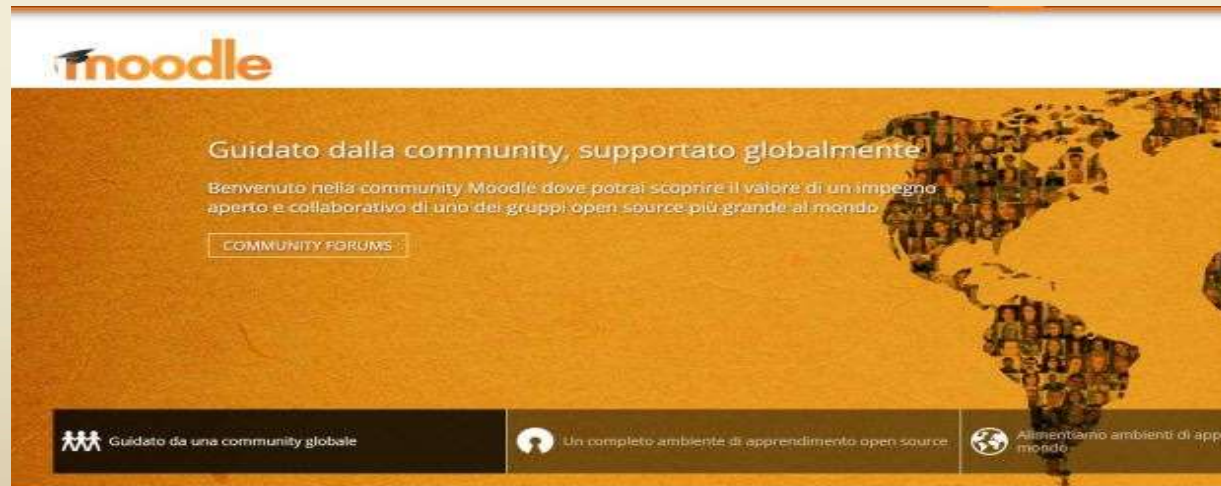 moodle
Guidato dalla community, supportato globalmente
Benvenuto nella community Moodle dove potrai scoprire il valore di un impegno
aperto e collaborativo di uno dei gruppi open source più grande al mondo
COMMUNITY FORUMS
Guidato da una community globale
Un completo ambiente di apprendimento open source
Alimentiamo ambienti di app
mondo